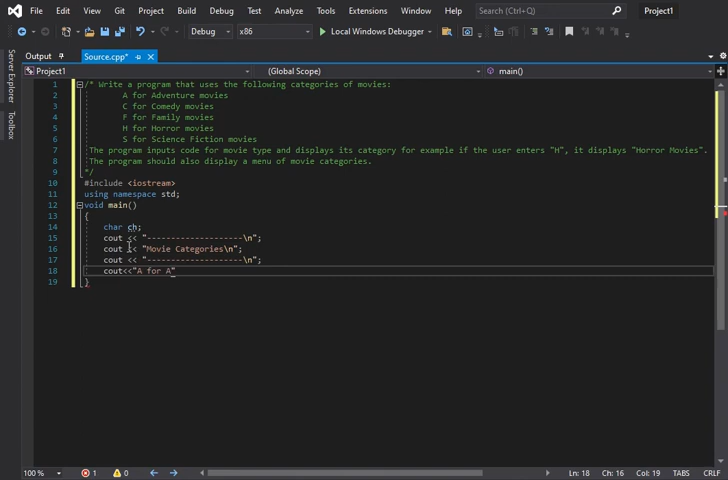 File Edit View Git Project Build Debug Test Analyze Tools Extensions Window Help Search (Ctrl+Q) Project1
Debug x86 Local Windows Debugger
Server Explorer
Toolbox
Output Source.cpp*
Project1 (Global Scope) main()
1 /* Write a program that uses the following categories of movies:
2 A for Adventure movies
3 C for Comedy movies
4 F for Family movies
5 H for Horror movies
6 S for Science Fiction movies
7 The program inputs code for movie type and displays its category for example if the user enters "H", it displays "Horror Movies".
8 The program should also display a menu of movie categories.
9 */
10 #include <iostream>
11 using namespace std;
12 void main()
13 {
14 char ch;
15 cout << "--------------------\n";
16 cout << "Movie Categories\n";
17 cout << "--------------------\n";
18 cout<<"A for A"
19 }
100 % 1 0 Ln: 18 Ch: 16 Col: 19 TABS CRLF